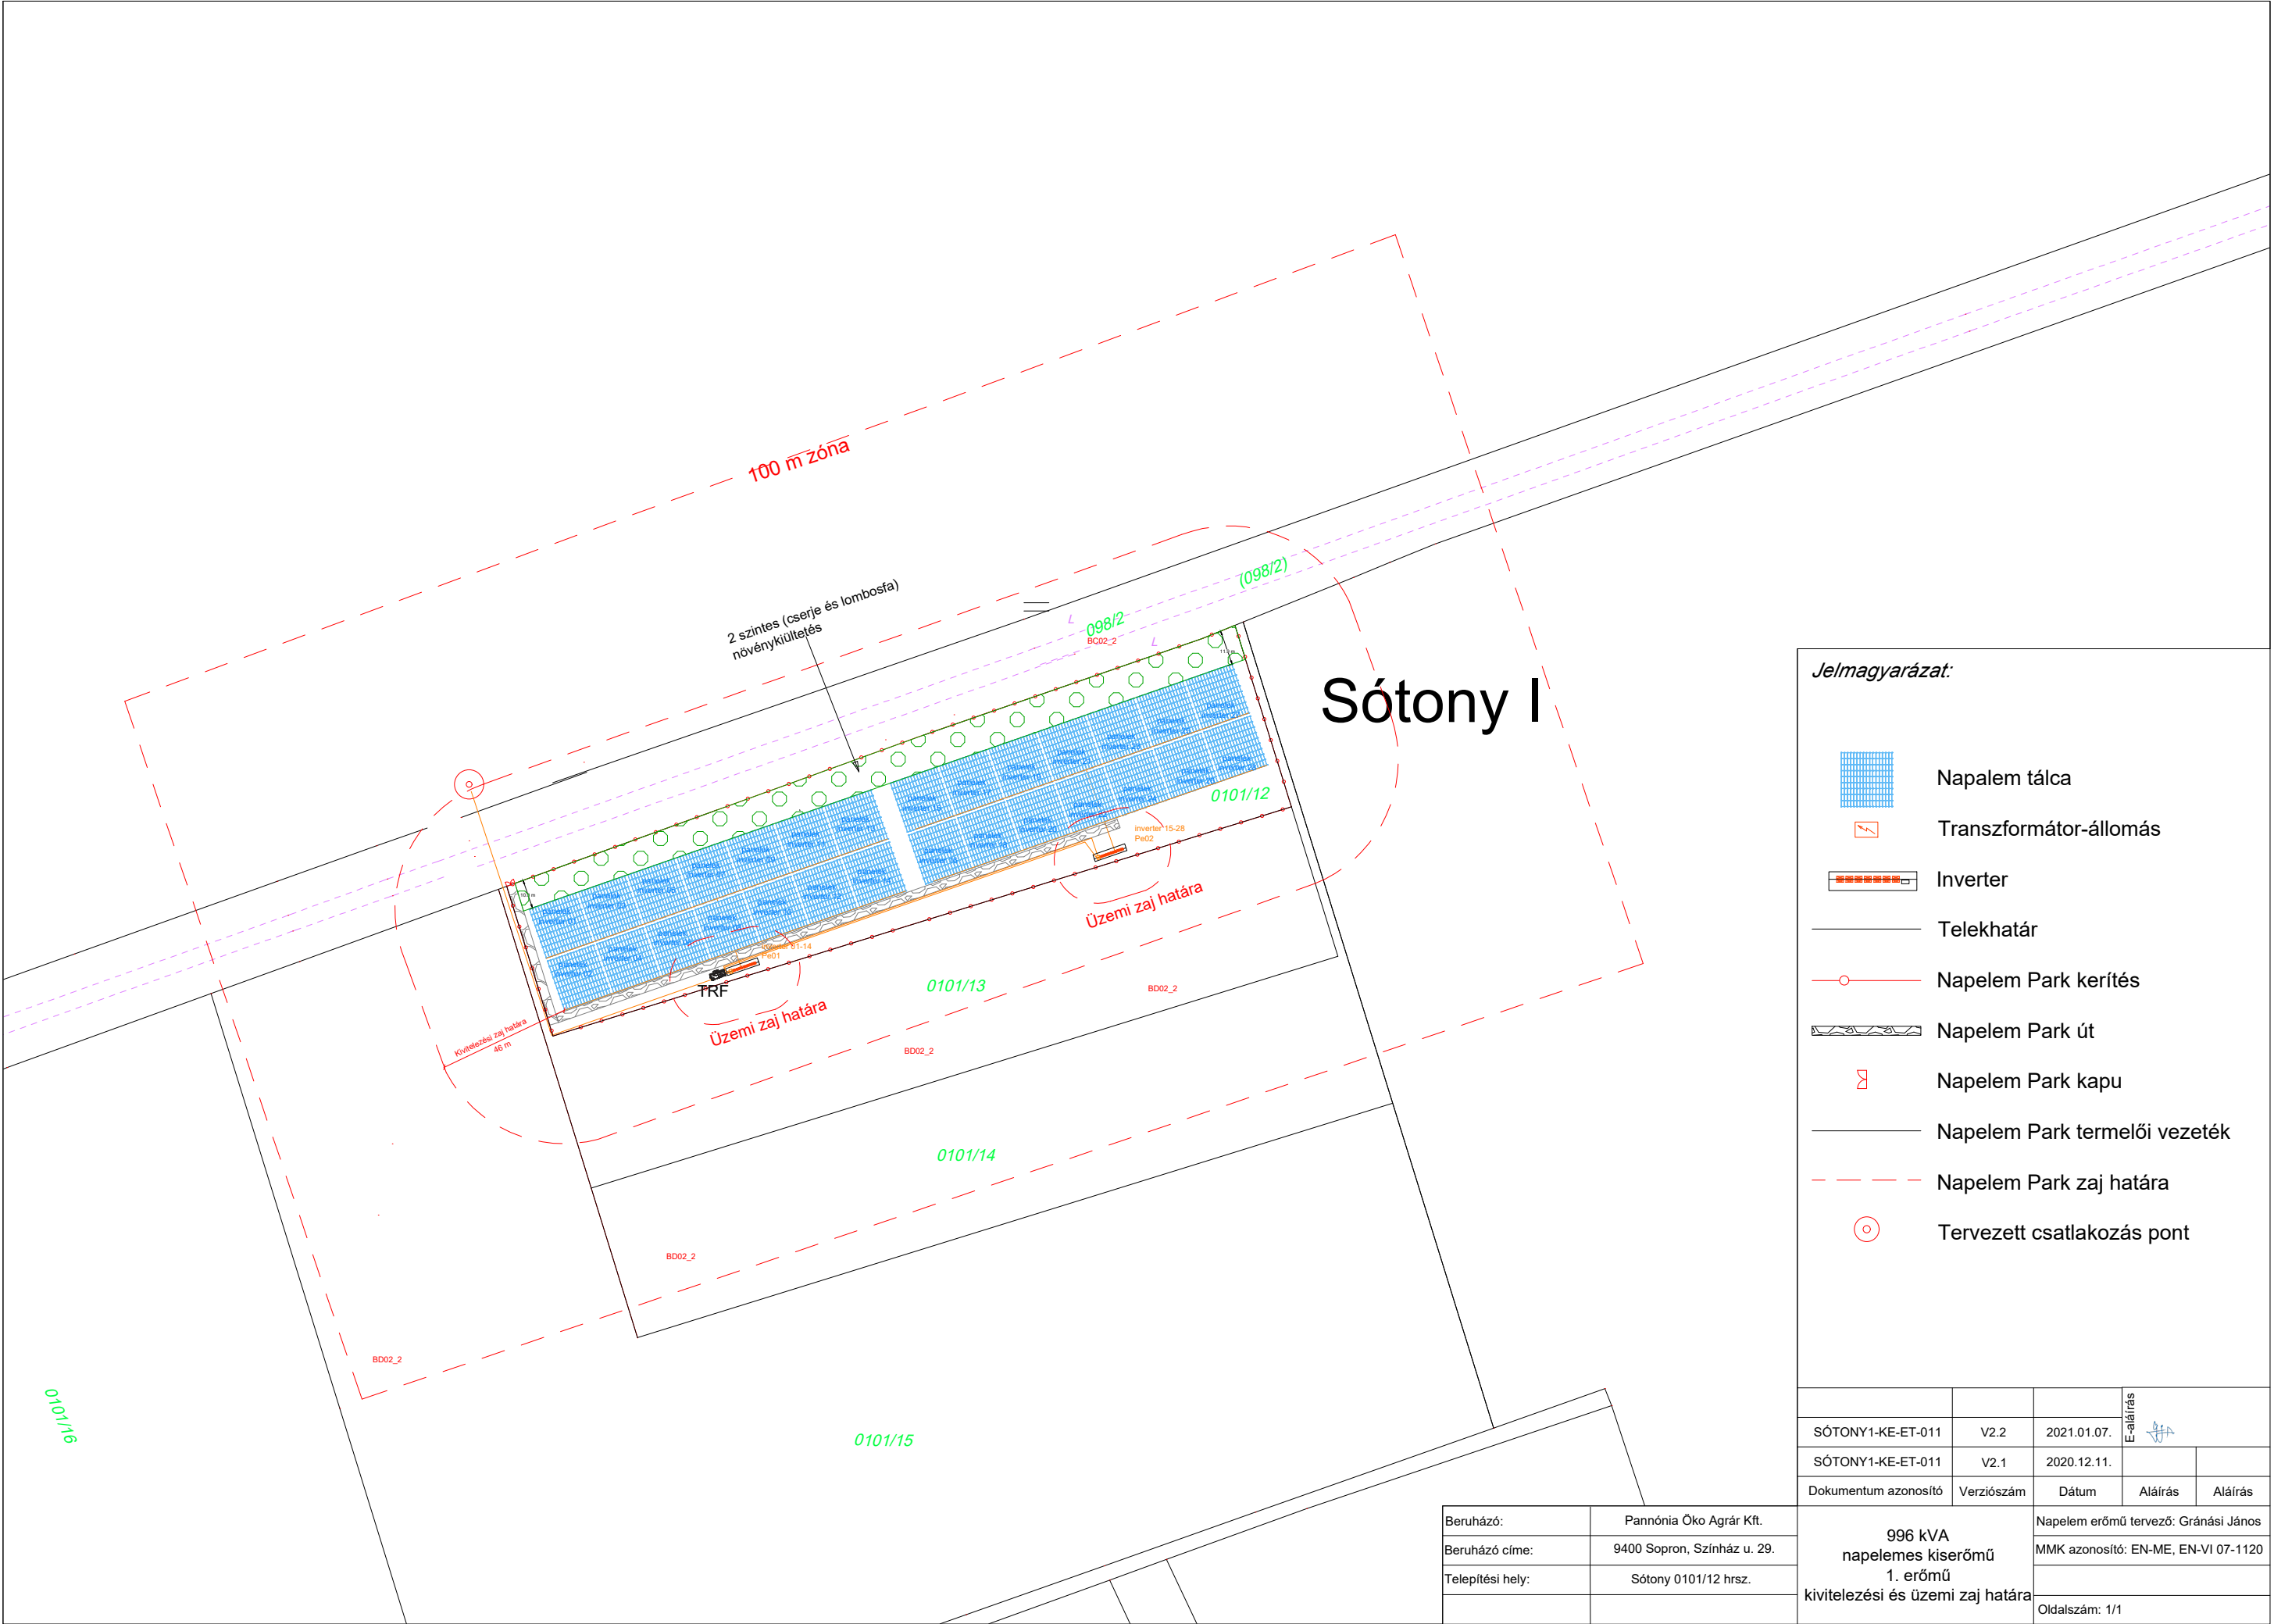 100 m zóna
2 szintes (cserje és lombosfa)
növénykiültetés
(098/2)
098/2
L
L
BC02_2
Sótony I
0101/12
inverter 15-28
Pe02
Üzemi zaj határa
Pe01
TRF
Üzemi zaj határa
0101/13
BD02_2
BD02_2
Kivitelezési zaj határa
46 m
0101/14
BD02_2
BD02_2
0101/15
0101/16
Jelmagyarázat:
Napalem tálca
Transzformátor-állomás
Inverter
Telekhatár
Napelem Park kerítés
Napelem Park út
Napelem Park kapu
Napelem Park termelői vezeték
Napelem Park zaj határa
Tervezett csatlakozás pont
E-aláírás
SÓTONY1-KE-ET-011 V2.2 2021.01.07.
SÓTONY1-KE-ET-011 V2.1 2020.12.11.
Dokumentum azonosító Verziószám Dátum Aláírás Aláírás
Beruházó: Pannónia Öko Agrár Kft.
Beruházó címe: 9400 Sopron, Színház u. 29.
Telepítési hely: Sótony 0101/12 hrsz.
996 kVA
napelemes kiserőmű
1. erőmű
kivitelezési és üzemi zaj határa
Napelem erőmű tervező: Gránási János
MMK azonosító: EN-ME, EN-VI 07-1120
Oldalszám: 1/1